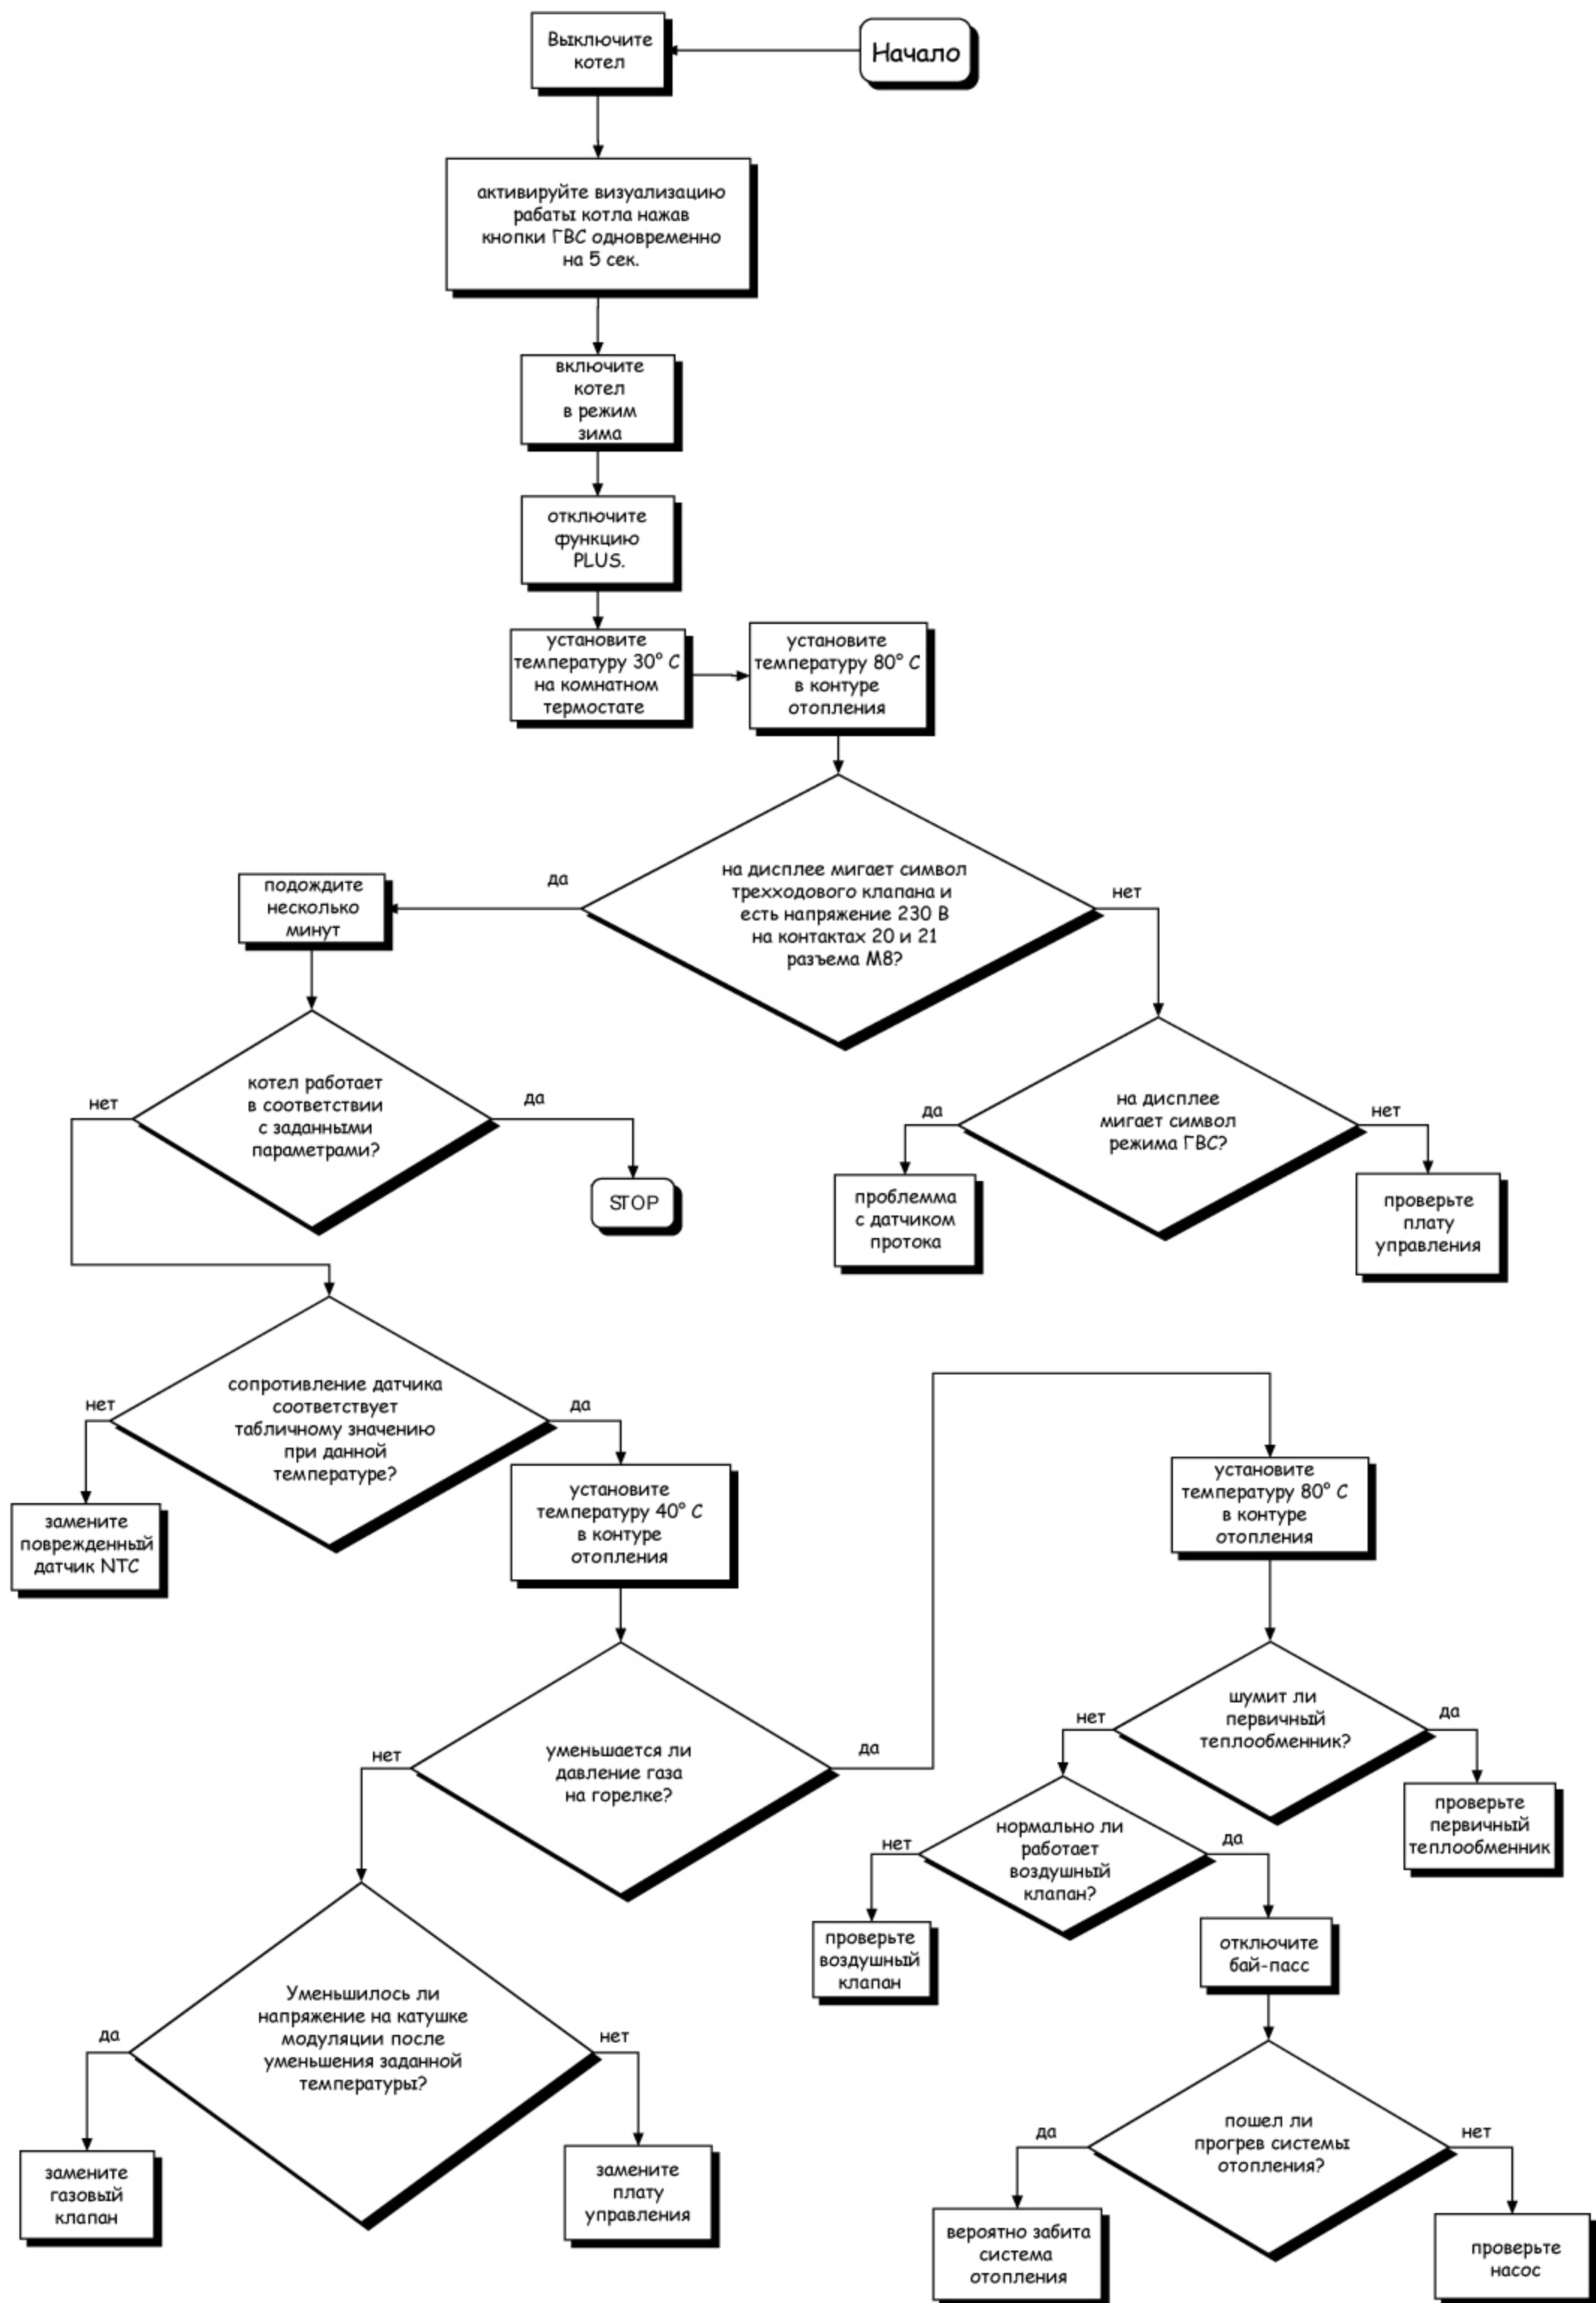 Начало
Выключите
котел
активируйте визуализацию
рабаты котла нажав
кнопки ГВС одновременно
на 5 сек.
включите
котел
в режим
зима
отключите
функцию
PLUS.
установите
температуру 30° С
на комнатном
термостате
установите
температуру 80° С
в контуре
отопления
на дисплее мигает символ
трехходового клапана и
есть напряжение 230 В
на контактах 20 и 21
разъема М8?
да
нет
подождите
несколько
минут
котел работает
в соответствии
с заданными
параметрами?
нет
да
STOP
на дисплее
мигает символ
режима ГВС?
да
нет
проблемма
с датчиком
протока
проверьте
плату
управления
сопротивление датчика
соответствует
табличному значению
при данной
температуре?
нет
да
замените
поврежденный
датчик NTC
установите
температуру 40° С
в контуре
отопления
уменьшается ли
давление газа
на горелке?
нет
да
установите
температуру 80° С
в контуре
отопления
шумит ли
первичный
теплообменник?
нет
да
проверьте
первичный
теплообменник
нормально ли
работает
воздушный
клапан?
нет
да
проверьте
воздушный
клапан
отключите
бай-пасс
Уменьшилось ли
напряжение на катушке
модуляции после
уменьшения заданной
температуры?
да
нет
замените
газовый
клапан
замените
плату
управления
пошел ли
прогрев системы
отопления?
да
нет
вероятно забита
система
отопления
проверьте
насос